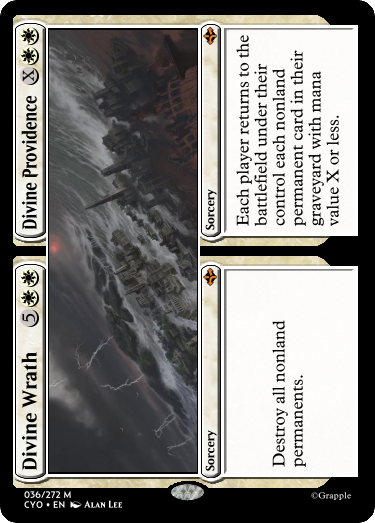 Divine Wrath 5
Sorcery
Destroy all nonland
permanents.
Divine Providence X
Sorcery
Each player returns to the
battlefield under their
control each nonland
permanent card in their
graveyard with mana
value X or less.
036/272 M
CYO • EN ALAN LEE
©Grapple